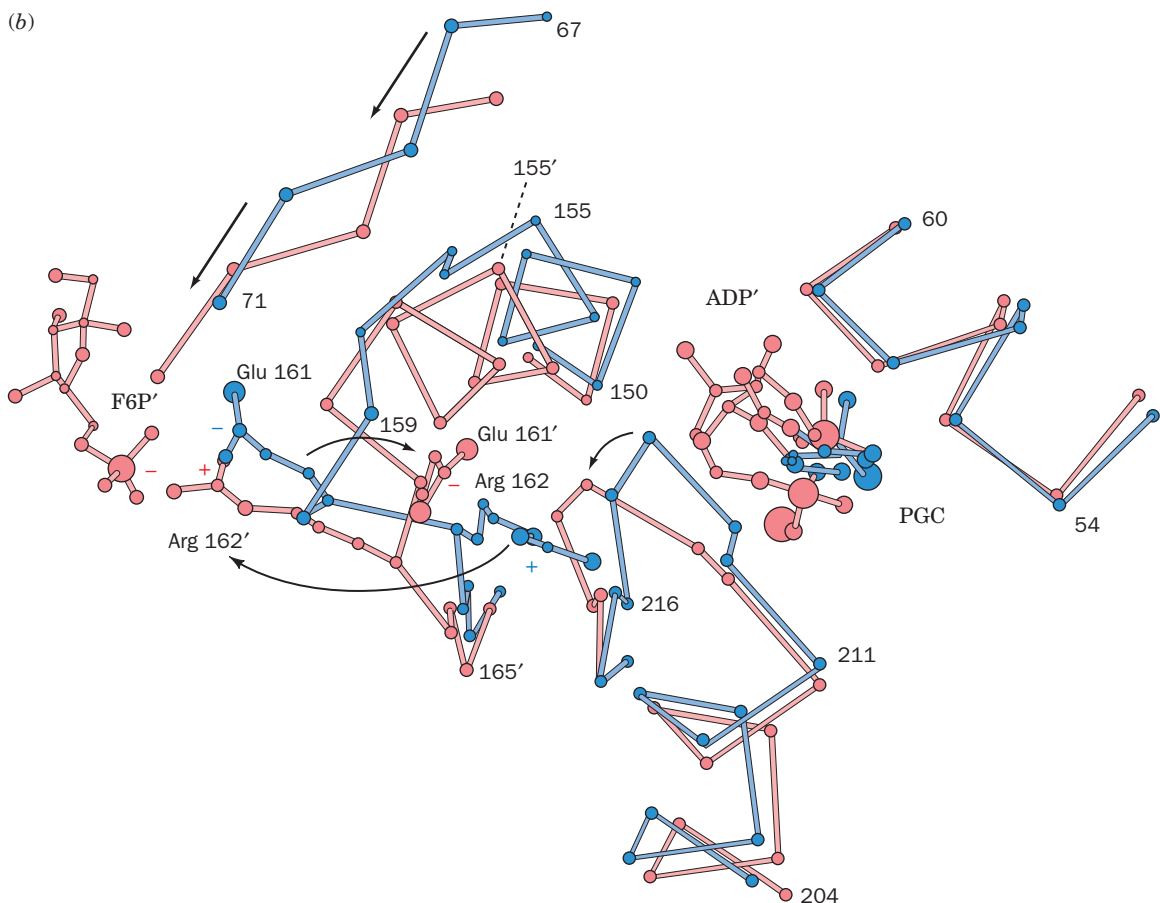 (b)
67
155′
155
60
71
ADP′
Glu 161
150
F6P′
−
159
Glu 161′
−
+
−
Arg 162
PGC
54
Arg 162′
+
216
211
165′
204